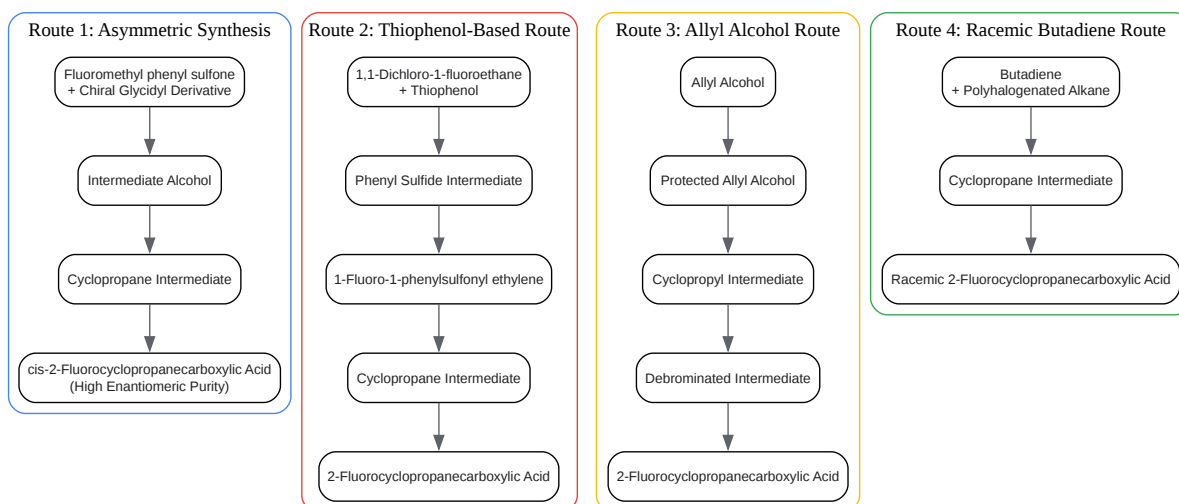 Route 1: Asymmetric Synthesis
Fluoromethyl phenyl sulfone
+ Chiral Glycidyl Derivative
Intermediate Alcohol
Cyclopropane Intermediate
cis-2-Fluorocyclopropanecarboxylic Acid
(High Enantiomeric Purity)
Route 2: Thiophenol-Based Route
1,1-Dichloro-1-fluoroethane
+ Thiophenol
Phenyl Sulfide Intermediate
1-Fluoro-1-phenylsulfonyl ethylene
Cyclopropane Intermediate
2-Fluorocyclopropanecarboxylic Acid
Route 3: Allyl Alcohol Route
Allyl Alcohol
Protected Allyl Alcohol
Cyclopropyl Intermediate
Debrominated Intermediate
2-Fluorocyclopropanecarboxylic Acid
Route 4: Racemic Butadiene Route
Butadiene
+ Polyhalogenated Alkane
Cyclopropane Intermediate
Racemic 2-Fluorocyclopropanecarboxylic Acid